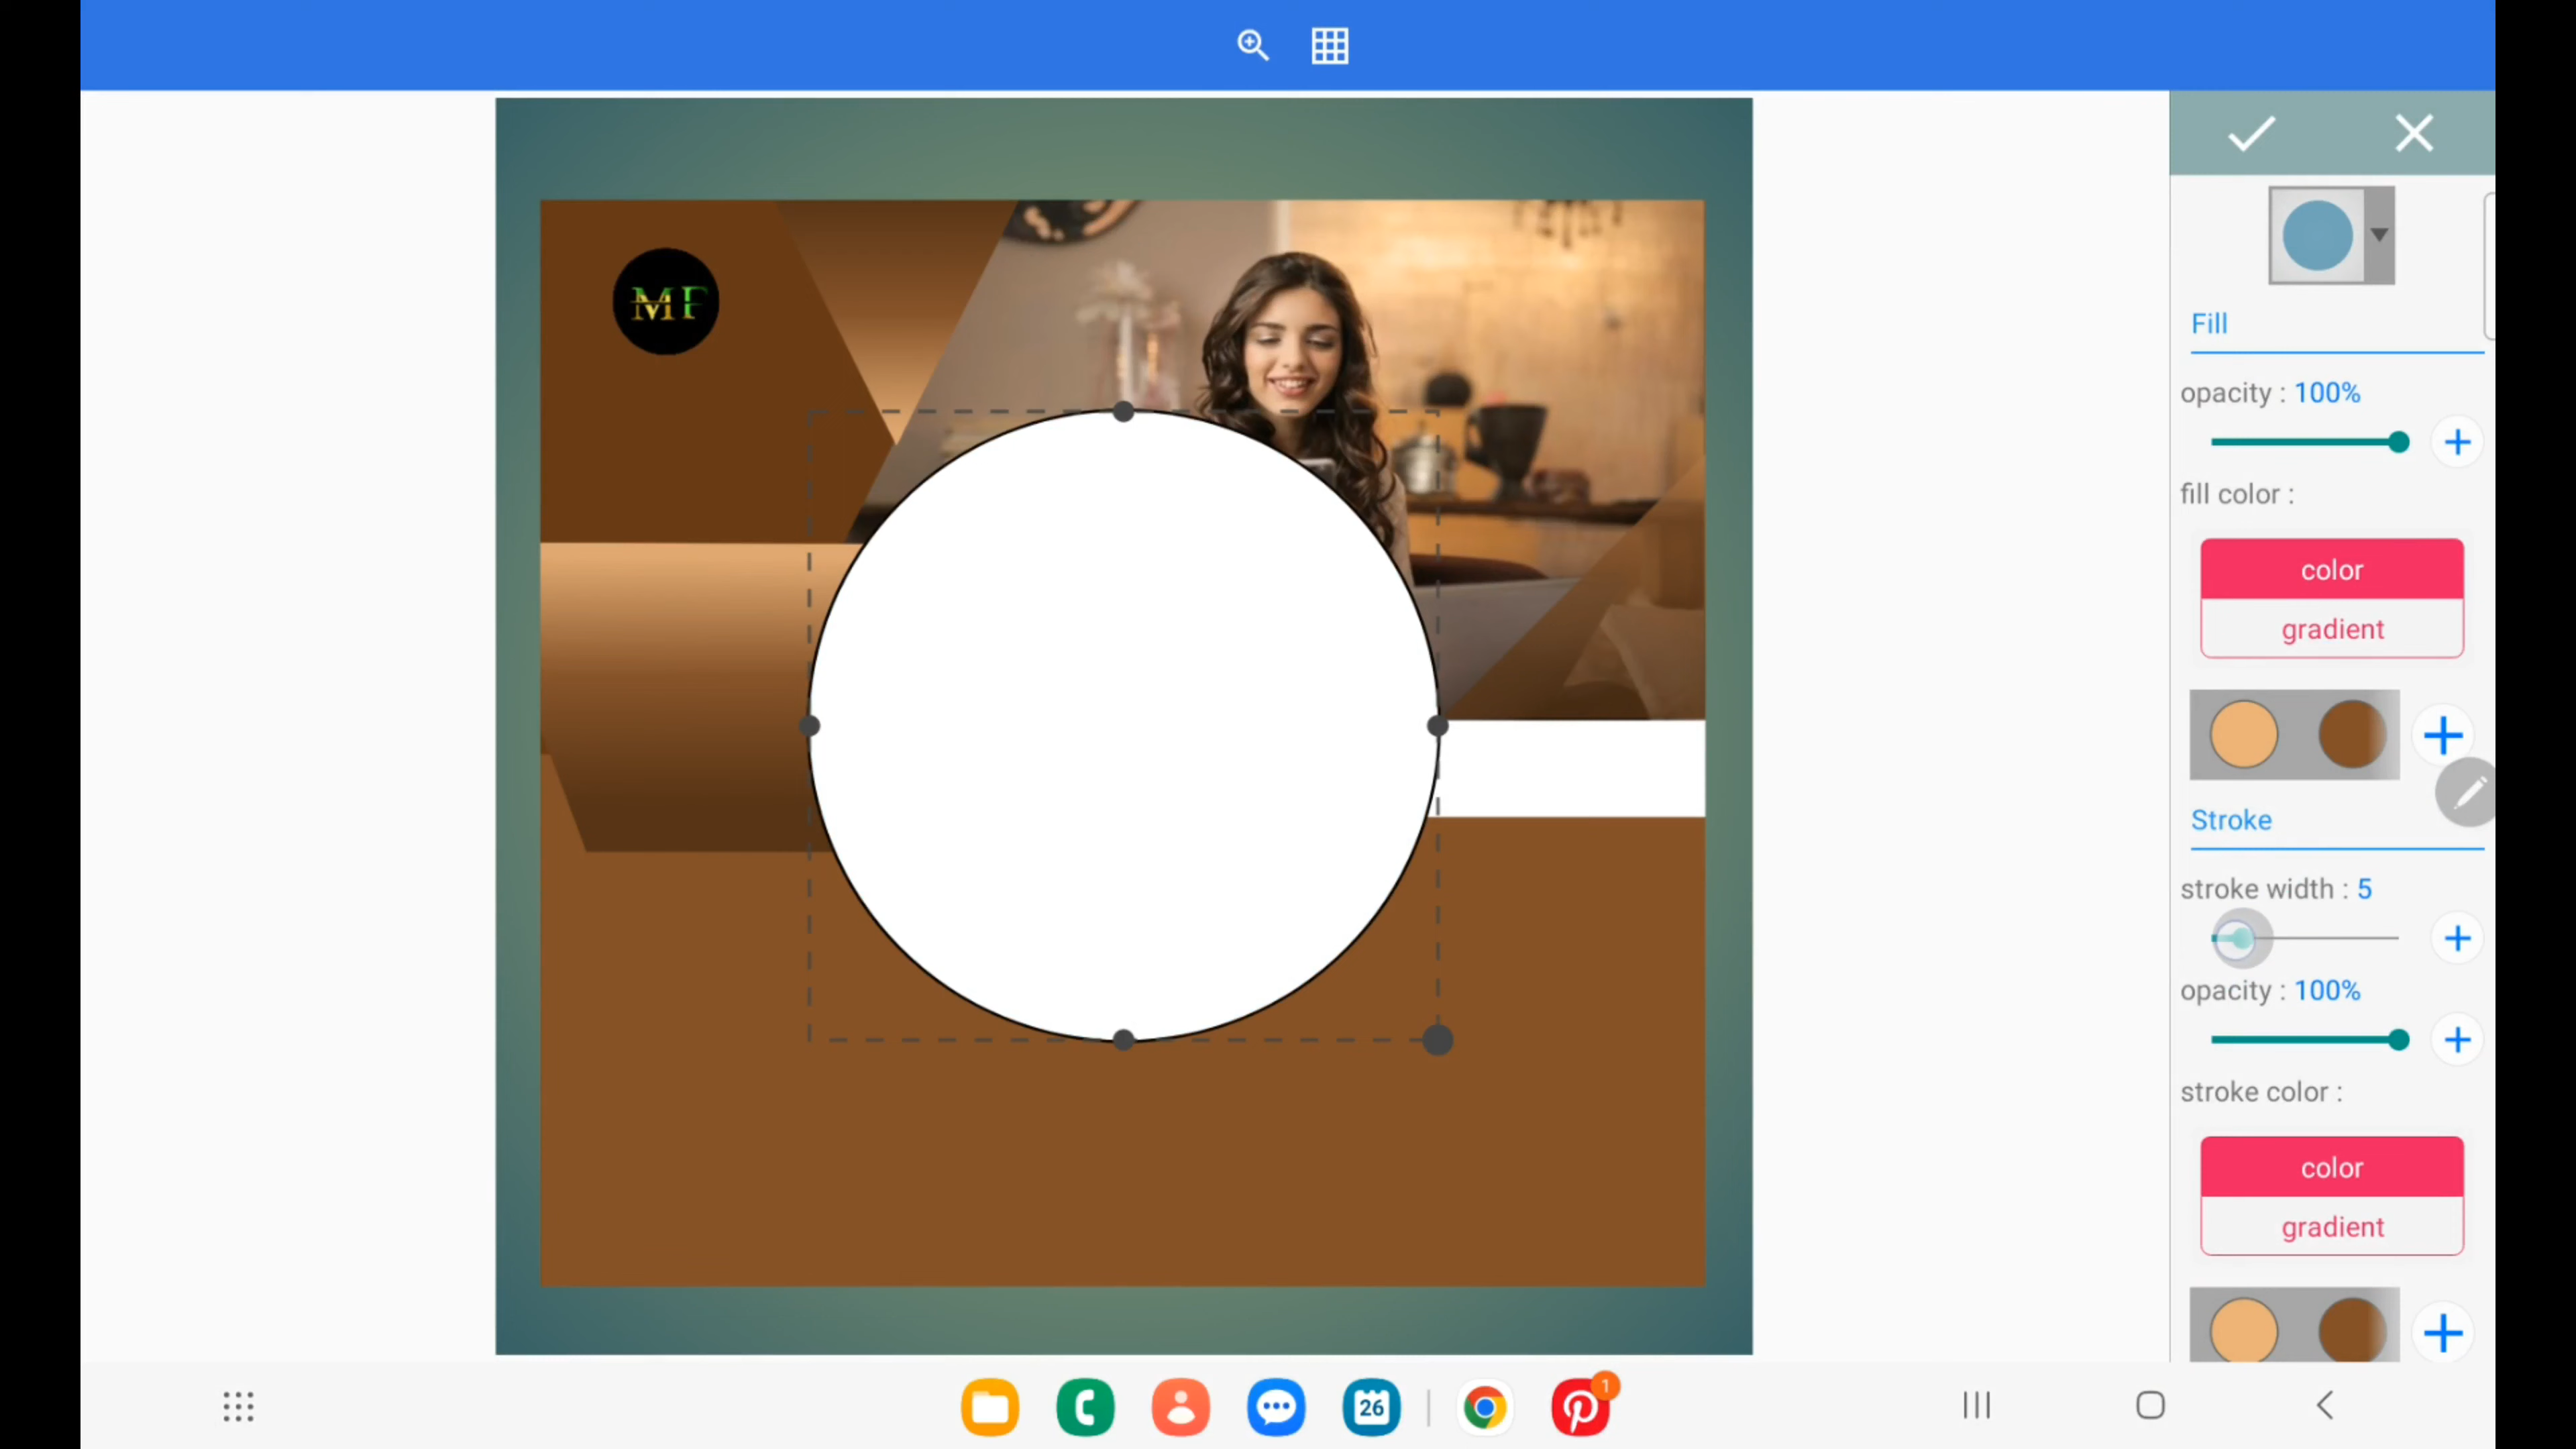 MF
Fill
opacity : 100%
fill color :
color
gradient
Stroke
stroke width : 5
opacity : 100%
stroke color :
color
gradient
26
1